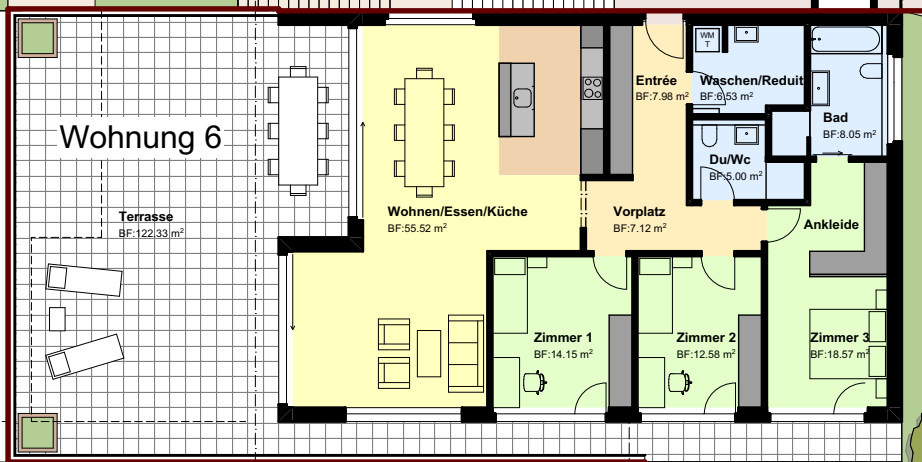 WM
T
Entrée
BF:7.98 m²
Waschen/Reduit
BF:6.53 m²
Wohnung 6
Bad
BF:8.05 m²
Du/Wc
BF:5.00 m²
Terrasse
BF:122.33 m²
Wohnen/Essen/Küche
BF:55.52 m²
Vorplatz
BF:7.12 m²
Ankleide
Zimmer 1
BF:14.15 m²
Zimmer 2
BF:12.58 m²
Zimmer 3
BF:18.57 m²